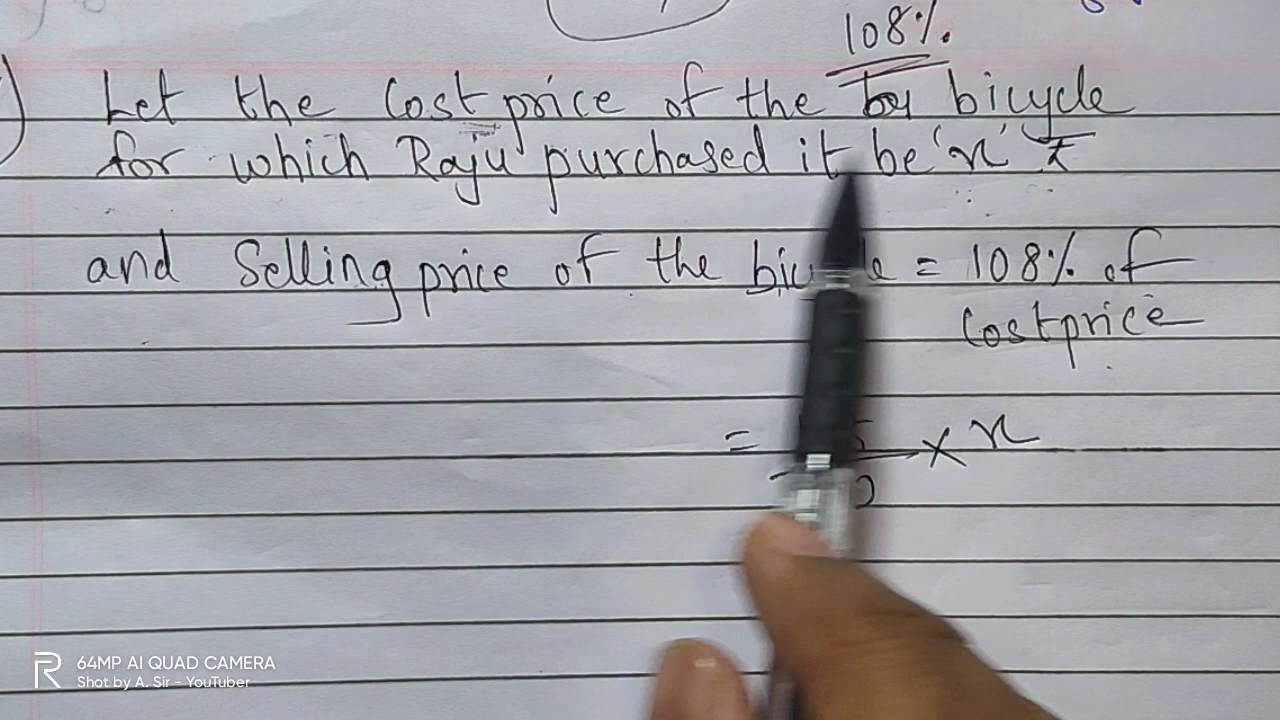 108%.
Let the Cost price of the bicycle
for which Raju purchased it be 'x' ₹
and Selling price of the = 108% of
Cost price
= × x
64MP AI QUAD CAMERA
Shot by A. Sir - YouTuber